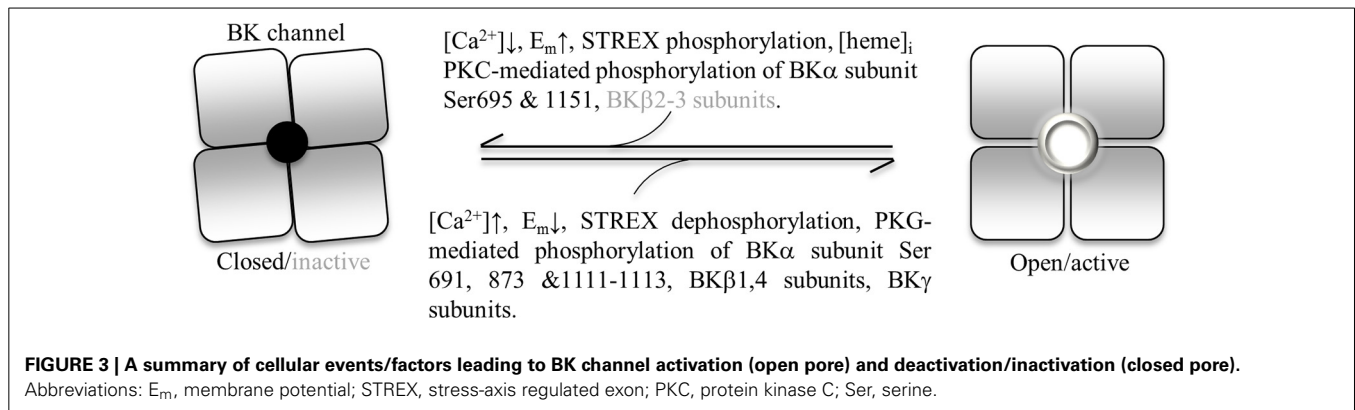 BK channel
[Ca²⁺]↓, Eₘ↑, STREX phosphorylation, [heme]ᵢ
PKC-mediated phosphorylation of BKα subunit
Ser695 & 1151, BKβ2-3 subunits.
[Ca²⁺]↑, Eₘ↓, STREX dephosphorylation, PKG-
mediated phosphorylation of BKα subunit Ser
691, 873 &1111-1113, BKβ1,4 subunits, BKγ
subunits.
Closed/inactive
Open/active
FIGURE 3 | A summary of cellular events/factors leading to BK channel activation (open pore) and deactivation/inactivation (closed pore).
Abbreviations: Eₘ, membrane potential; STREX, stress-axis regulated exon; PKC, protein kinase C; Ser, serine.